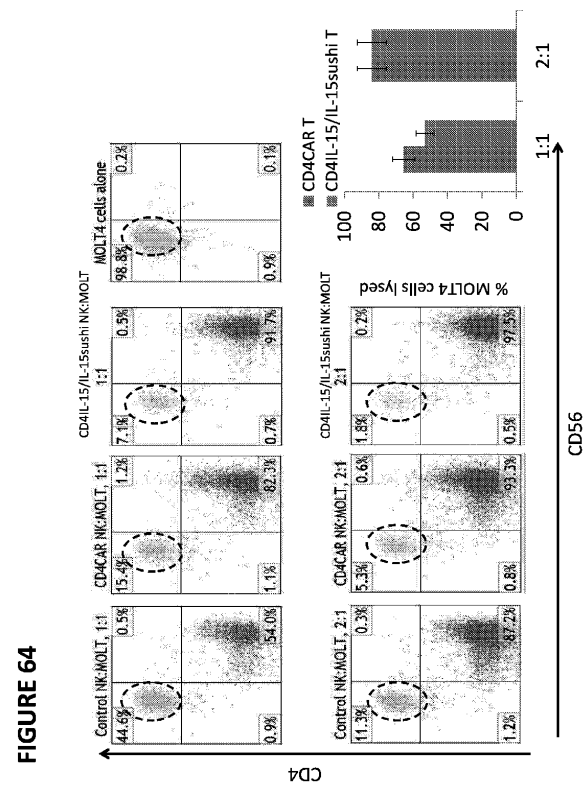 FIGURE 64
Control NK:MOLT, 1:1
44.6%
0.5%
0.9%
54.0%
CD4CAR NK:MOLT, 1:1
15.4%
1.2%
1.1%
82.3%
CD4IL-15/IL-15sushi NK:MOLT
1:1
7.1%
0.5%
0.7%
91.7%
MOLT4 cells alone
98.8%
0.2%
0.9%
0.1%
Control NK:MOLT, 2:1
11.3%
0.3%
1.2%
87.2%
CD4CAR NK:MOLT, 2:1
5.3%
0.6%
0.8%
93.3%
CD4IL-15/IL-15sushi NK:MOLT
2:1
1.8%
0.2%
0.5%
97.5%
CD4
CD56
CD4CAR T
CD4IL-15/IL-15sushi T
% MOLT4 cells lysed
100
80
60
40
20
0
1:1
2:1